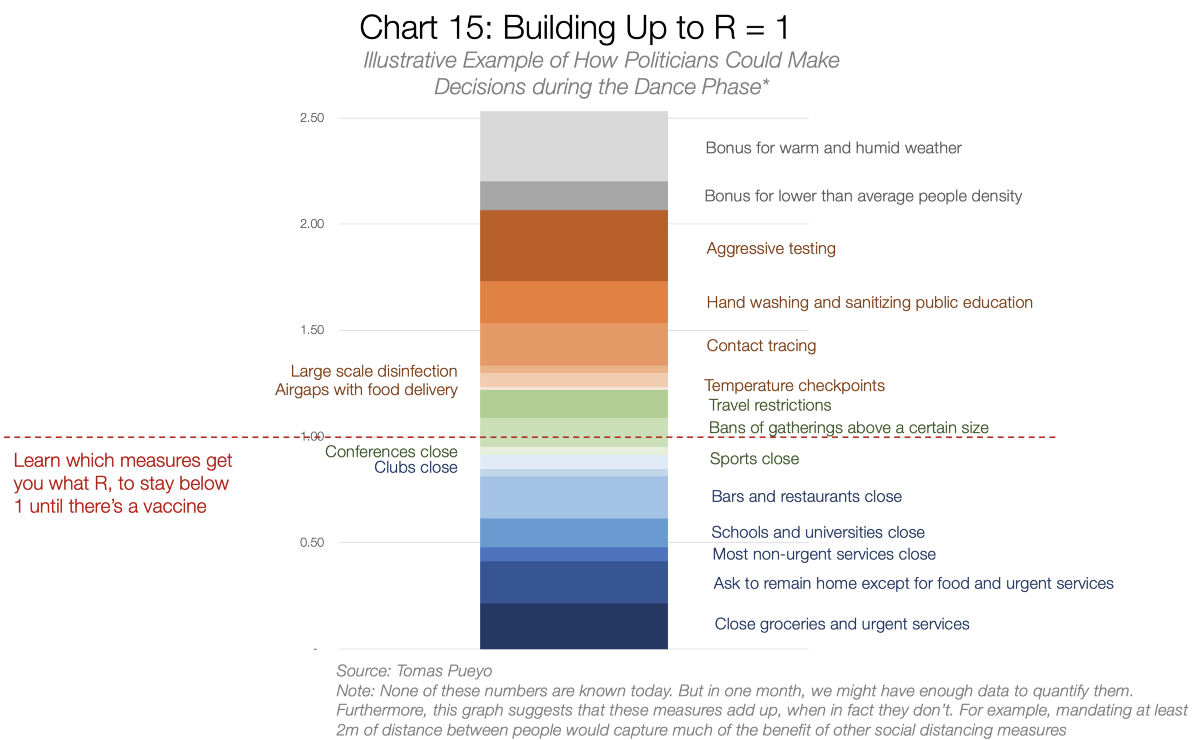 Chart 15: Building Up to R = 1
Illustrative Example of How Politicians Could Make
Decisions during the Dance Phase*
2.50
Bonus for warm and humid weather
Bonus for lower than average people density
2.00
Aggressive testing
Hand washing and sanitizing public education
1.50
Contact tracing
Large scale disinfection
Temperature checkpoints
Airgaps with food delivery
Travel restrictions
Bans of gatherings above a certain size
1.00
Conferences close
Sports close
Clubs close
Learn which measures get
you what R, to stay below
1 until there's a vaccine
Bars and restaurants close
Schools and universities close
0.50
Most non-urgent services close
Ask to remain home except for food and urgent services
Close groceries and urgent services
-
Source: Tomas Pueyo
Note: None of these numbers are known today. But in one month, we might have enough data to quantify them.
Furthermore, this graph suggests that these measures add up, when in fact they don't. For example, mandating at least
2m of distance between people would capture much of the benefit of other social distancing measures